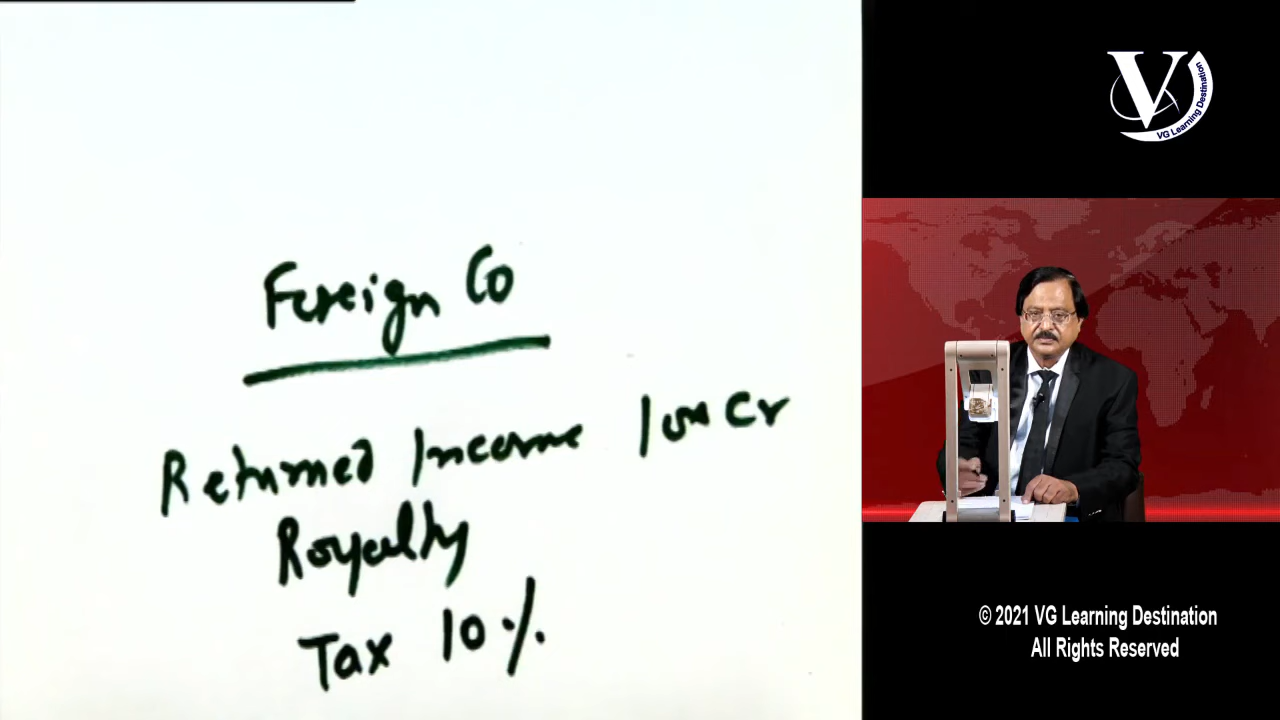 Foreign Co
Returned Income 100 Cr
Royalty
Tax 10%
V
VG Learning Destination
© 2021 VG Learning Destination
All Rights Reserved